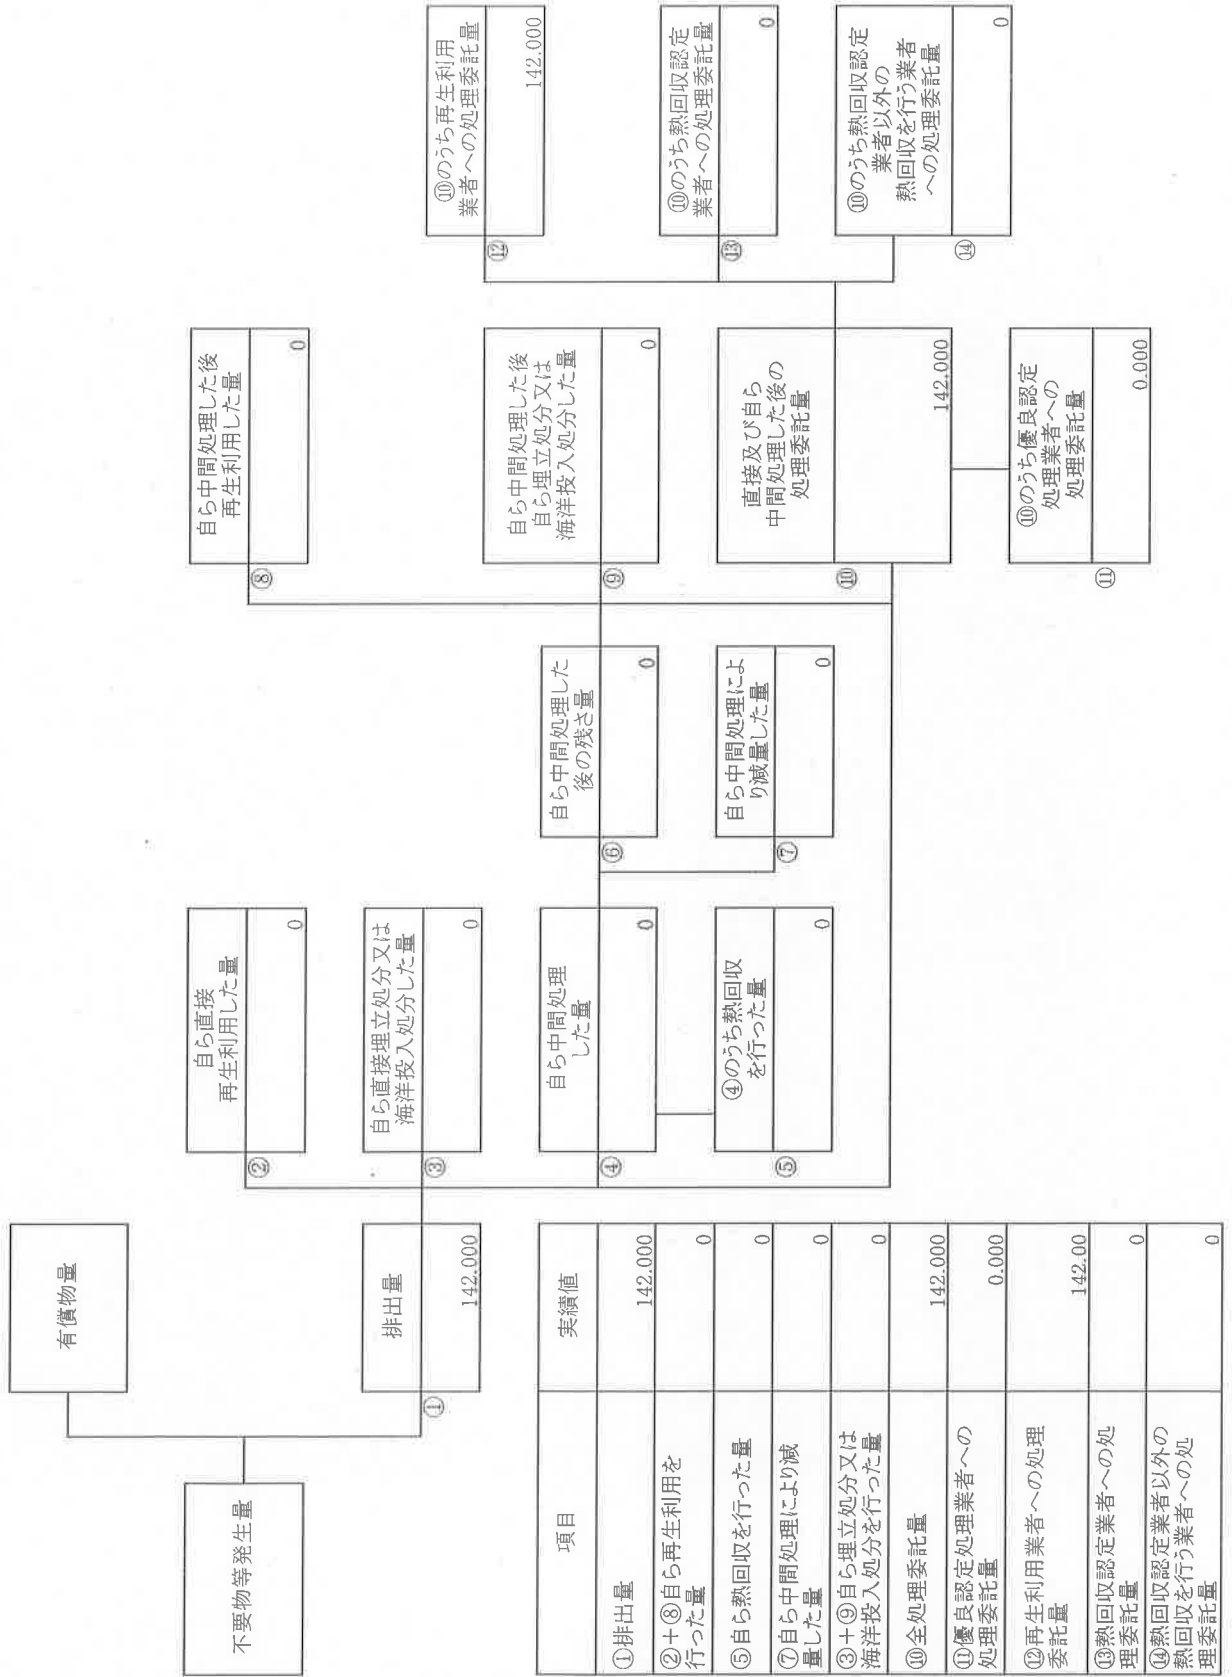 不要物等発生量
有償物量
①
排出量
142.000
②
自ら直接
再生利用した量
0
③
自ら直接埋立処分又は
海洋投入処分した量
0
④
自ら中間処理
した量
0
⑤
④のうち熱回収
を行った量
0
⑥
自ら中間処理した
後の残さ量
0
⑦
自ら中間処理によ
り減量した量
0
⑧
自ら中間処理した後
再生利用した量
0
⑨
自ら中間処理した後
自ら埋立処分又は
海洋投入処分した量
0
⑩
直接及び自ら
中間処理した後の
処理委託量
142.000
⑪
⑩のうち優良認定
処理業者への
処理委託量
0.000
⑫
⑩のうち再生利用
業者への処理委託量
142.000
⑬
⑩のうち熱回収認定
業者への処理委託量
0
⑭
⑩のうち熱回収認定
業者以外の
熱回収を行う業者
への処理委託量
0
項目 実績値
①排出量 142.000
②+⑧自ら再生利用を
行った量 0
⑤自ら熱回収を行った量 0
⑦自ら中間処理により減
量した量 0
③+⑨自ら埋立処分又は
海洋投入処分を行った量 0
⑩全処理委託量 142.000
⑪優良認定処理業者への
処理委託量 0.000
⑫再生利用業者への処理
委託量 142.00
⑬熱回収認定業者への処
理委託量 0
⑭熱回収認定業者以外の
熱回収を行う業者への処
理委託量 0